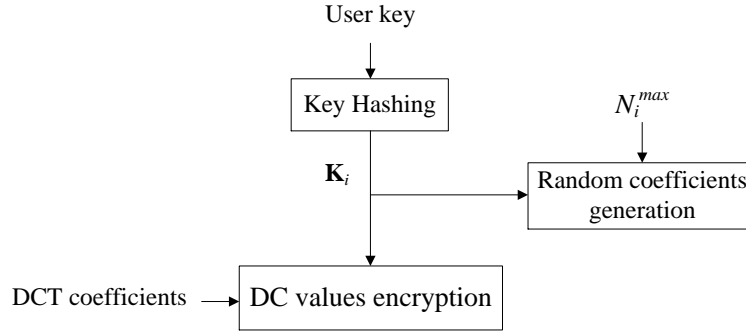 User key
Key Hashing
N_i^max
K_i
Random coefficients
generation
DCT coefficients
DC values encryption